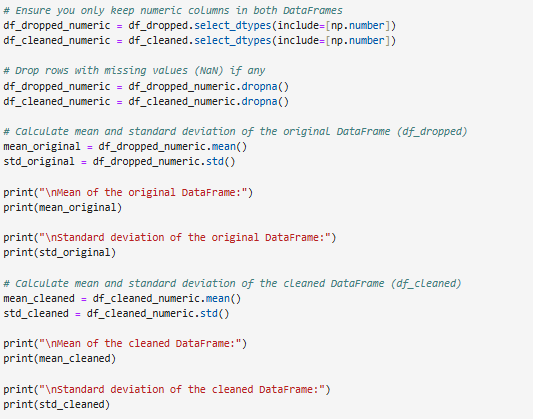 # Ensure you only keep numeric columns in both DataFrames
df_dropped_numeric = df_dropped.select_dtypes(include=[np.number])
df_cleaned_numeric = df_cleaned.select_dtypes(include=[np.number])
# Drop rows with missing values (NaN) if any
df_dropped_numeric = df_dropped_numeric.dropna()
df_cleaned_numeric = df_cleaned_numeric.dropna()
# Calculate mean and standard deviation of the original DataFrame (df_dropped)
mean_original = df_dropped_numeric.mean()
std_original = df_dropped_numeric.std()
print("\nMean of the original DataFrame:")
print(mean_original)
print("\nStandard deviation of the original DataFrame:")
print(std_original)
# Calculate mean and standard deviation of the cleaned DataFrame (df_cleaned)
mean_cleaned = df_cleaned_numeric.mean()
std_cleaned = df_cleaned_numeric.std()
print("\nMean of the cleaned DataFrame:")
print(mean_cleaned)
print("\nStandard deviation of the cleaned DataFrame:")
print(std_cleaned)